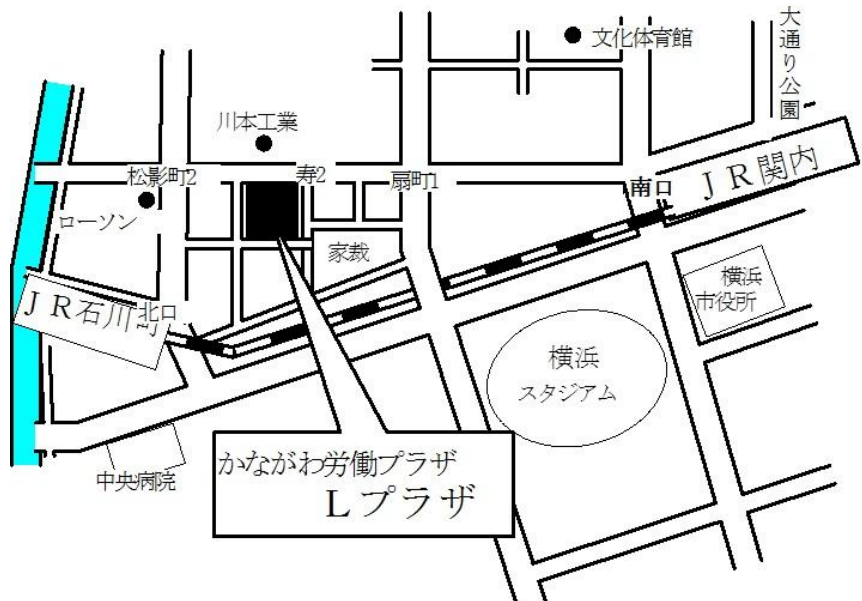 大通り公園
文化体育館
川本工業
松影町2
寿2
扇町1
南口
JR関内
ローソン
家裁
横浜
市役所
JR石川町
北口
横浜
スタジアム
かながわ労働プラザ
Lプラザ
中央病院